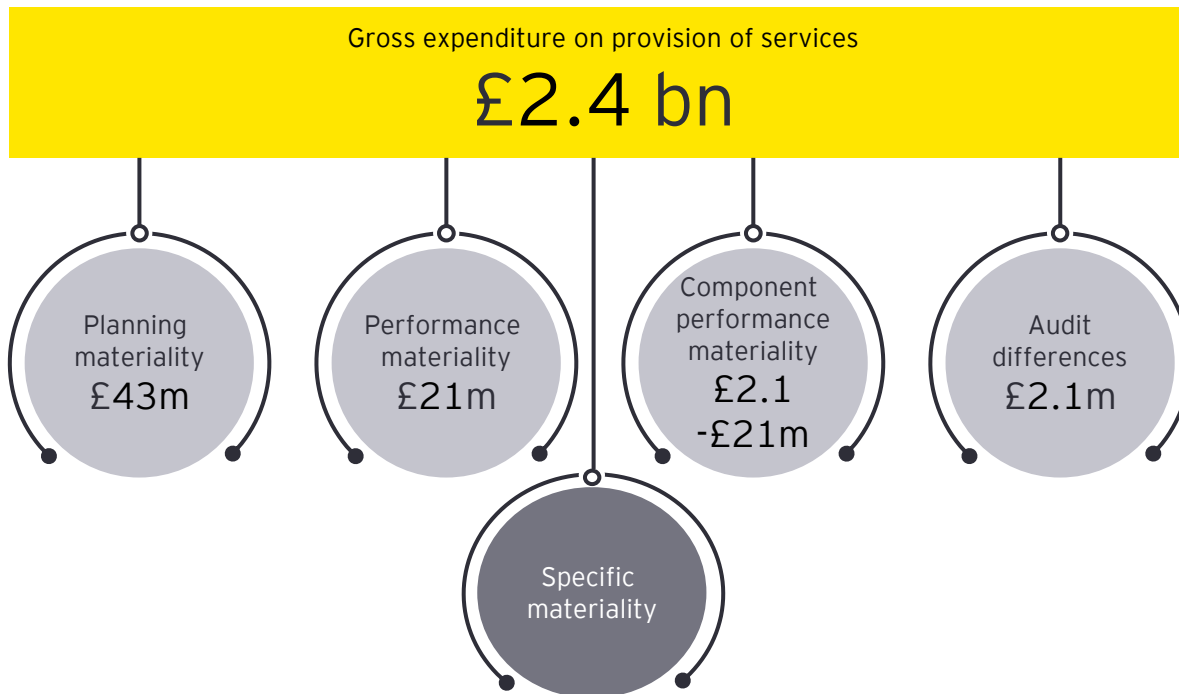 Gross expenditure on provision of services
£2.4 bn
Planning
materiality
£43m
Performance
materiality
£21m
Component
performance
materiality
£2.1
-£21m
Audit
differences
£2.1m
Specific
materiality